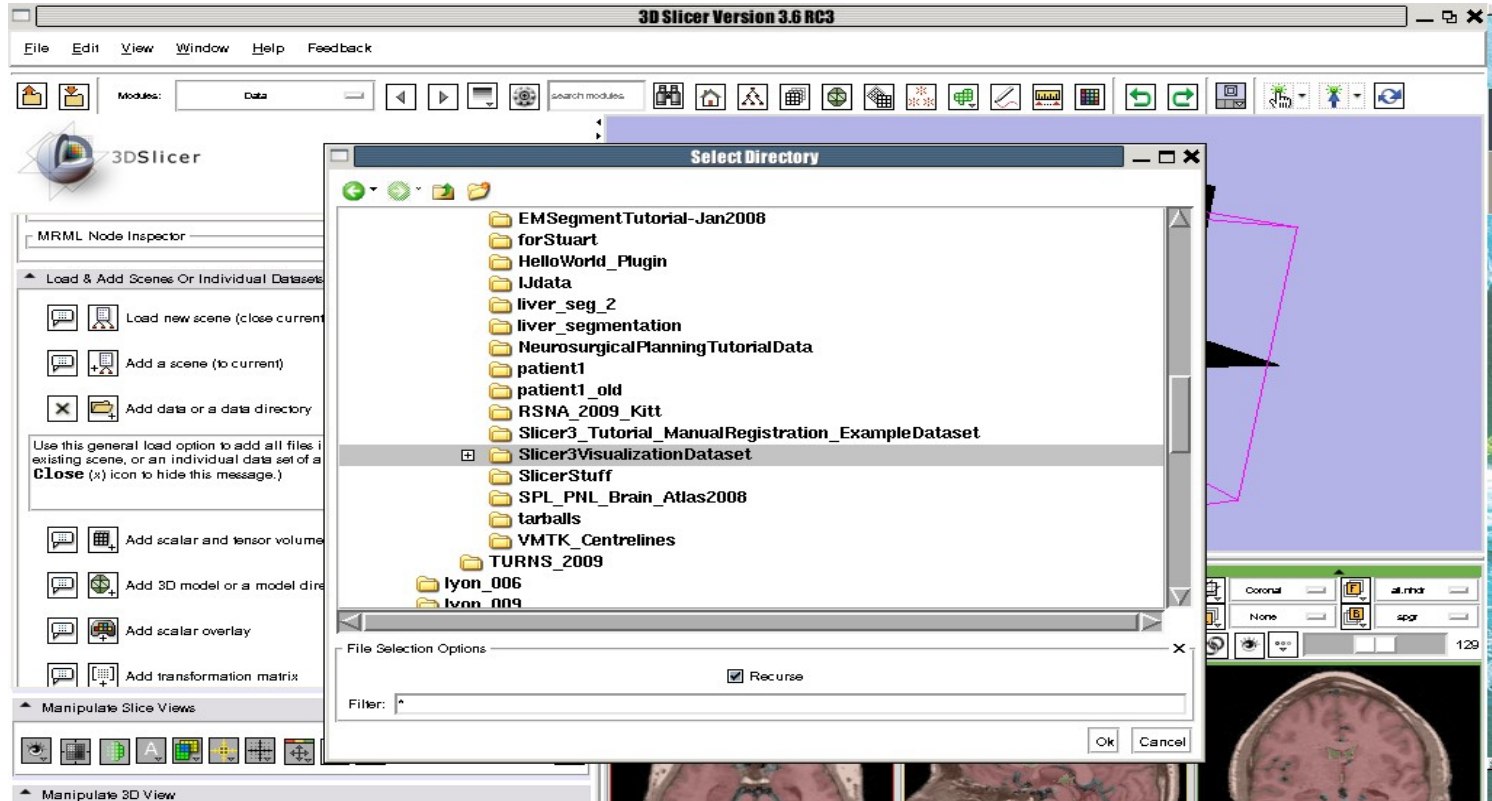 3D Slicer Version 3.6 RC3
File Edit View Window Help Feedback
Modules: Data search modules
3DSlicer
MRML Node Inspector
Load & Add Scenes Or Individual Datasets
Load new scene (close current
Add a scene (to current)
Add data or a data directory
Use this general load option to add all files i
existing scene, or an individual data set of a
Close (x) icon to hide this message.)
Add scalar and tensor volume
Add 3D model or a model dire
Add scalar overlay
Add transformation matrix
Manipulate Slice Views
A
Manipulate 3D View
Select Directory
EMSegmentTutorial-Jan2008
forStuart
HelloWorld_Plugin
IJdata
liver_seg_2
liver_segmentation
NeurosurgicalPlanningTutorialData
patient1
patient1_old
RSNA_2009_Kitt
Slicer3_Tutorial_ManualRegistration_ExampleDataset
Slicer3VisualizationDataset
SlicerStuff
SPL_PNL_Brain_Atlas2008
tarballs
VMTK_Centrelines
TURNS_2009
lyon_006
lyon_009
File Selection Options
Recurse
Filter: *
Ok Cancel
Coronal F all.nhdr
None B spgr
129